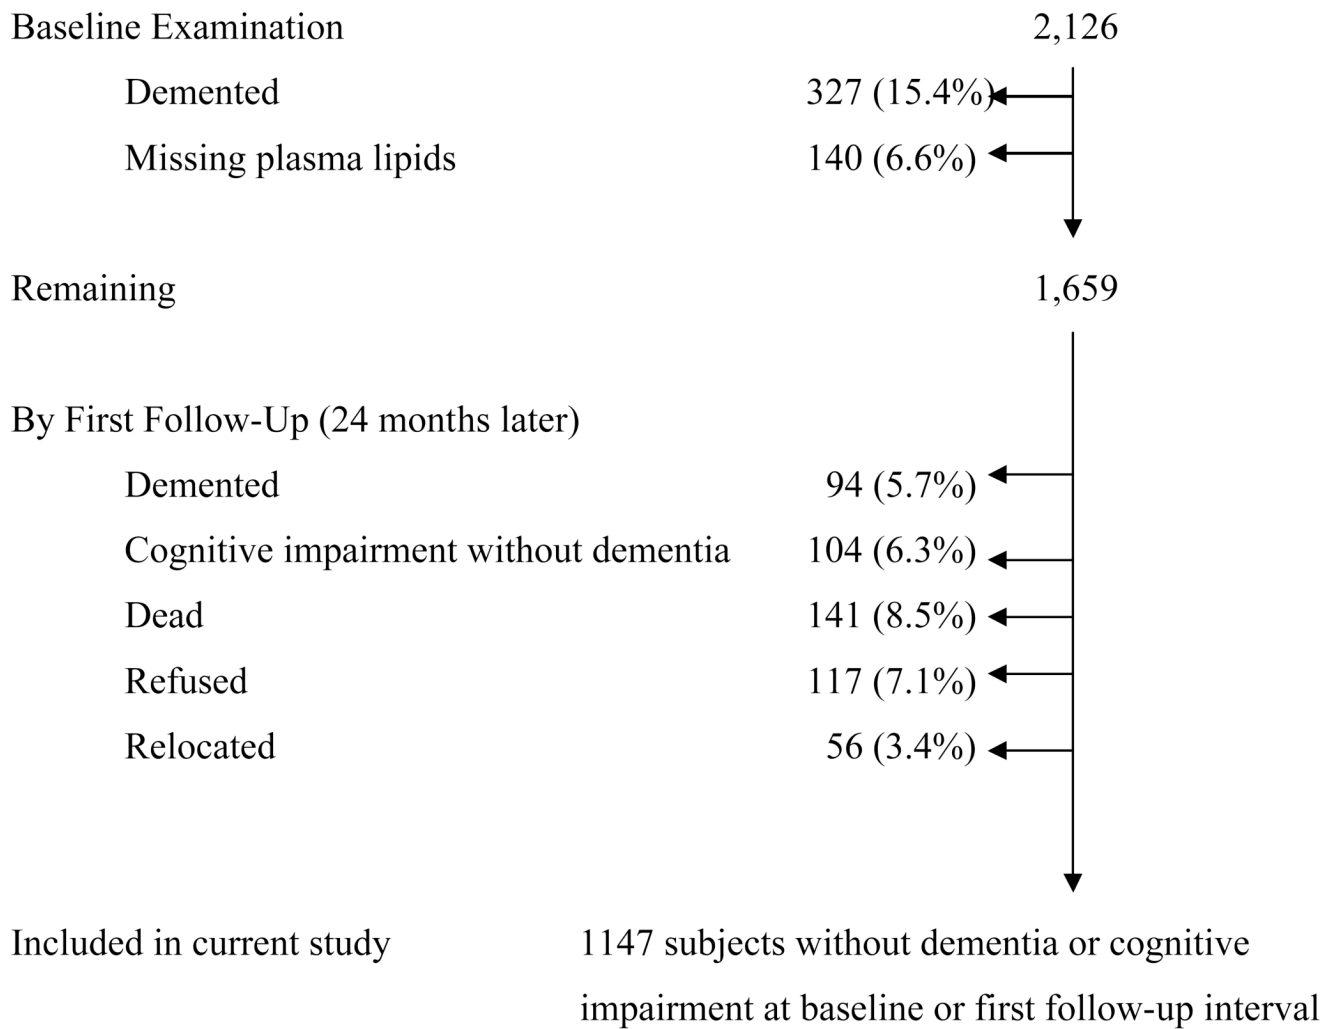 Baseline Examination 2,126
Demented 327 (15.4%)
Missing plasma lipids 140 (6.6%)
Remaining 1,659
By First Follow-Up (24 months later)
Demented 94 (5.7%)
Cognitive impairment without dementia 104 (6.3%)
Dead 141 (8.5%)
Refused 117 (7.1%)
Relocated 56 (3.4%)
Included in current study 1147 subjects without dementia or cognitive
impairment at baseline or first follow-up interval